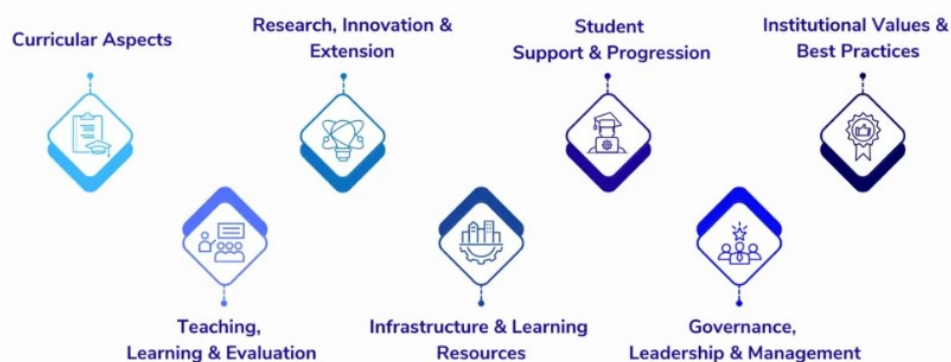 Curricular Aspects
Research, Innovation &
Extension
Student
Support & Progression
Institutional Values &
Best Practices
Teaching,
Learning & Evaluation
Infrastructure & Learning
Resources
Governance,
Leadership & Management